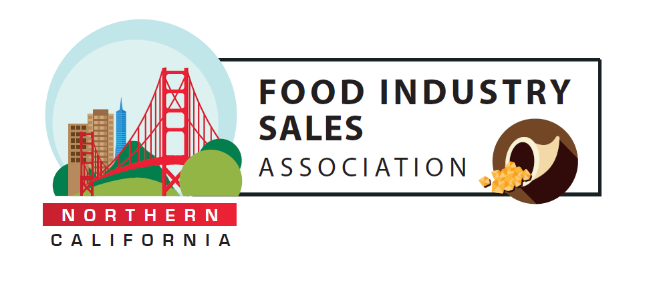 FOOD INDUSTRY
SALES
ASSOCIATION
NORTHERN
CALIFORNIA